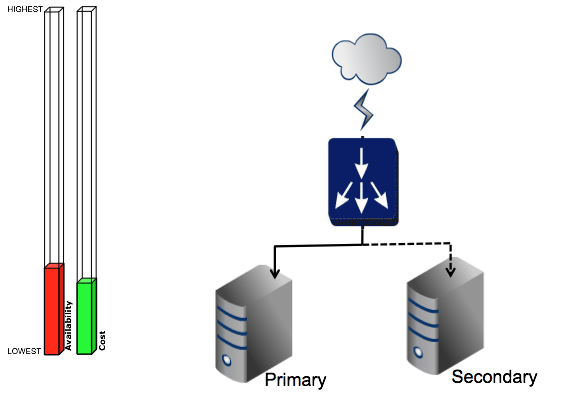 HIGHEST
Availability
Cost
LOWEST
Primary
Secondary